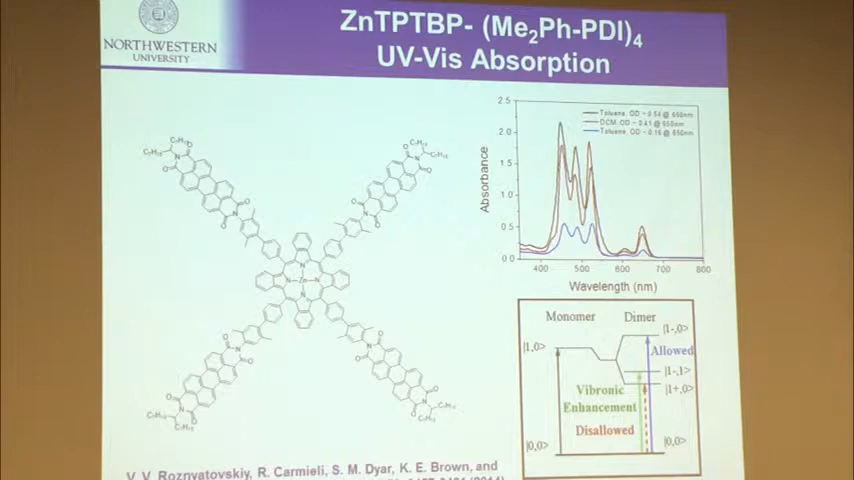 NORTHWESTERN
UNIVERSITY
ZnTPTBP- (Me₂Ph-PDI)₄
UV-Vis Absorption
Absorbance
2.5
2.0
1.5
1.0
0.5
0.0
400 500 600 700 800
Wavelength (nm)
Toluene, OD ~ 0.54 @ 650nm
DCM, OD ~ 0.41 @ 650nm
Toluene, OD ~ 0.16 @ 650nm
Monomer Dimer
|1-,0>
|1,0>
Allowed
|1-,1>
|1+,0>
Vibronic
Enhancement
Disallowed
|0,0> |0,0>
V. V. Roznyatovskiy, R. Carmieli, S. M. Dyar, K. E. Brown, and